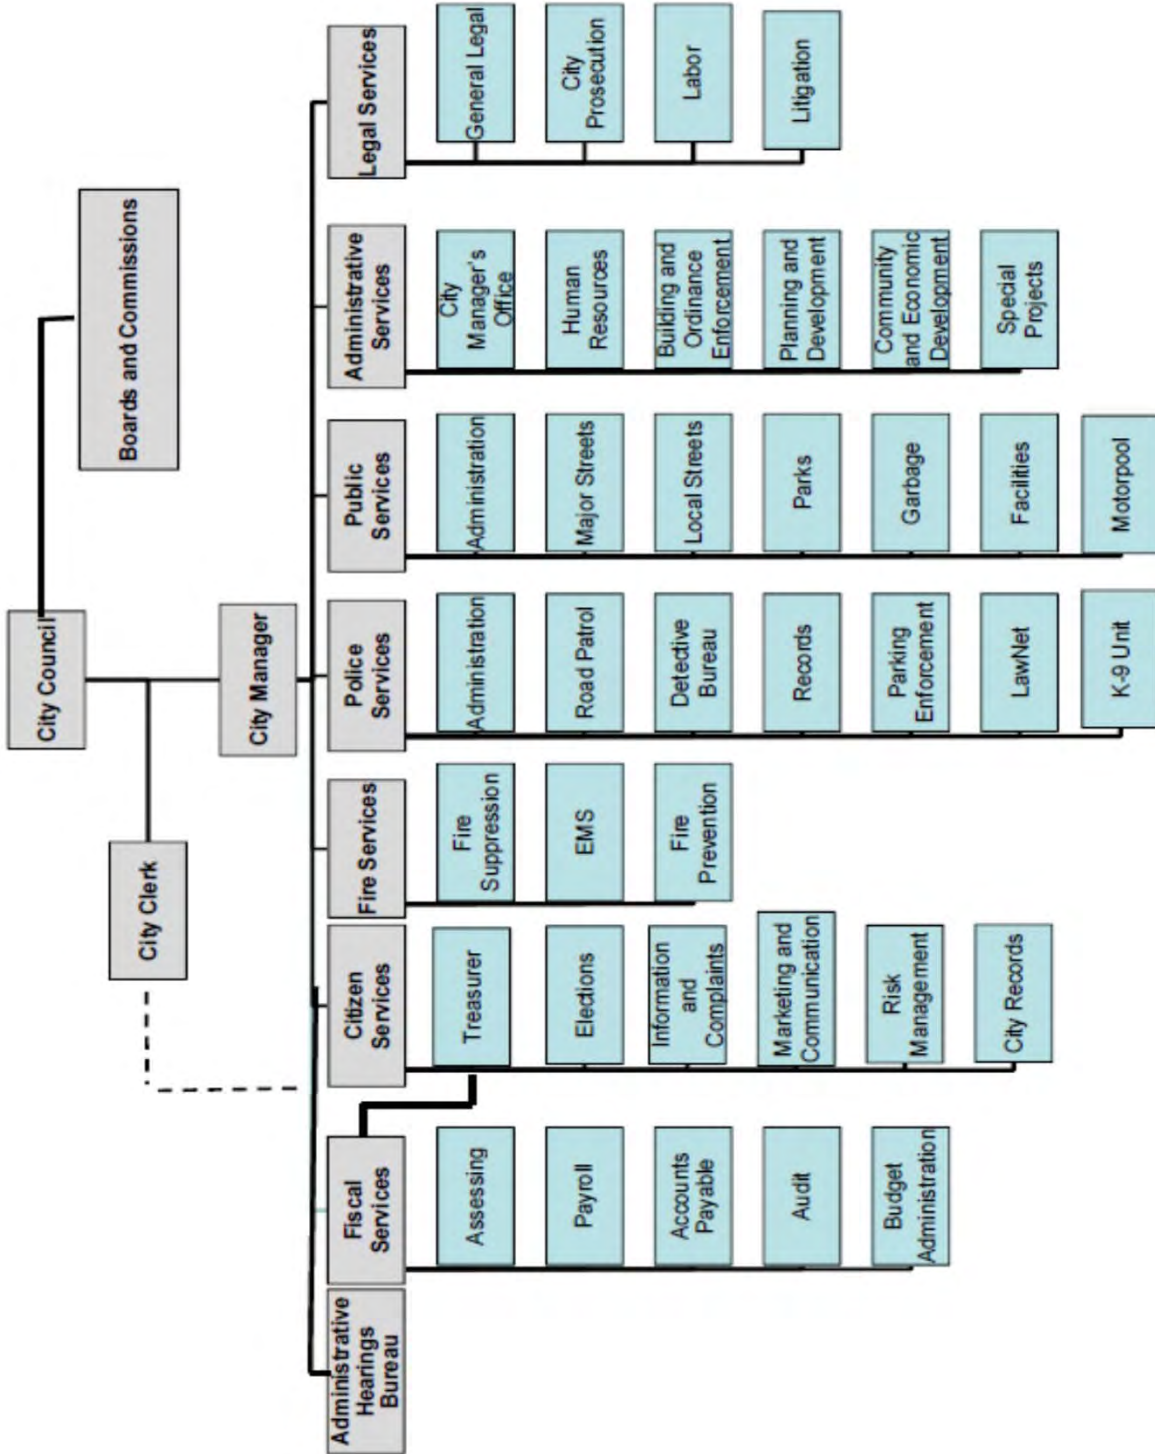 City Council
Boards and Commissions
City Clerk
City Manager
Administrative
Hearings
Bureau
Fiscal
Services
Assessing
Payroll
Accounts
Payable
Audit
Budget
Administration
Citizen
Services
Treasurer
Elections
Information
and
Complaints
Marketing and
Communication
Risk
Management
City Records
Fire Services
Fire
Suppression
EMS
Fire
Prevention
Police
Services
Administration
Road Patrol
Detective
Bureau
Records
Parking
Enforcement
LawNet
K-9 Unit
Public
Services
Administration
Major Streets
Local Streets
Parks
Garbage
Facilities
Motorpool
Administrative
Services
City
Manager's
Office
Human
Resources
Building and
Ordinance
Enforcement
Planning and
Development
Community
and Economic
Development
Special
Projects
Legal Services
General Legal
City
Prosecution
Labor
Litigation